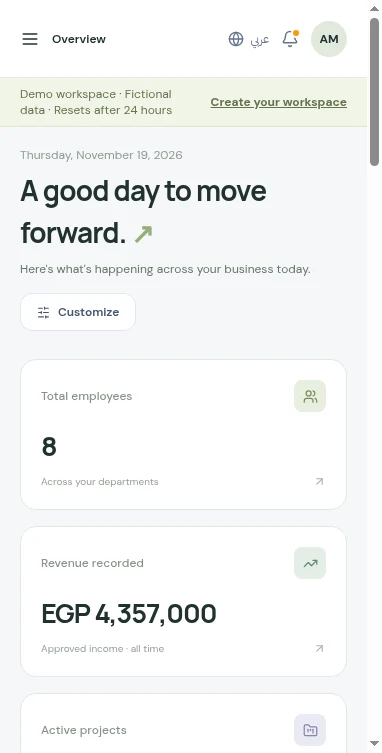 Overview
عربي
AM
Demo workspace · Fictional
data · Resets after 24 hours
Create your workspace
Thursday, November 19, 2026
A good day to move
forward. ↗
Here's what's happening across your business today.
Customize
Total employees
8
Across your departments
Revenue recorded
EGP 4,357,000
Approved income · all time
Active projects